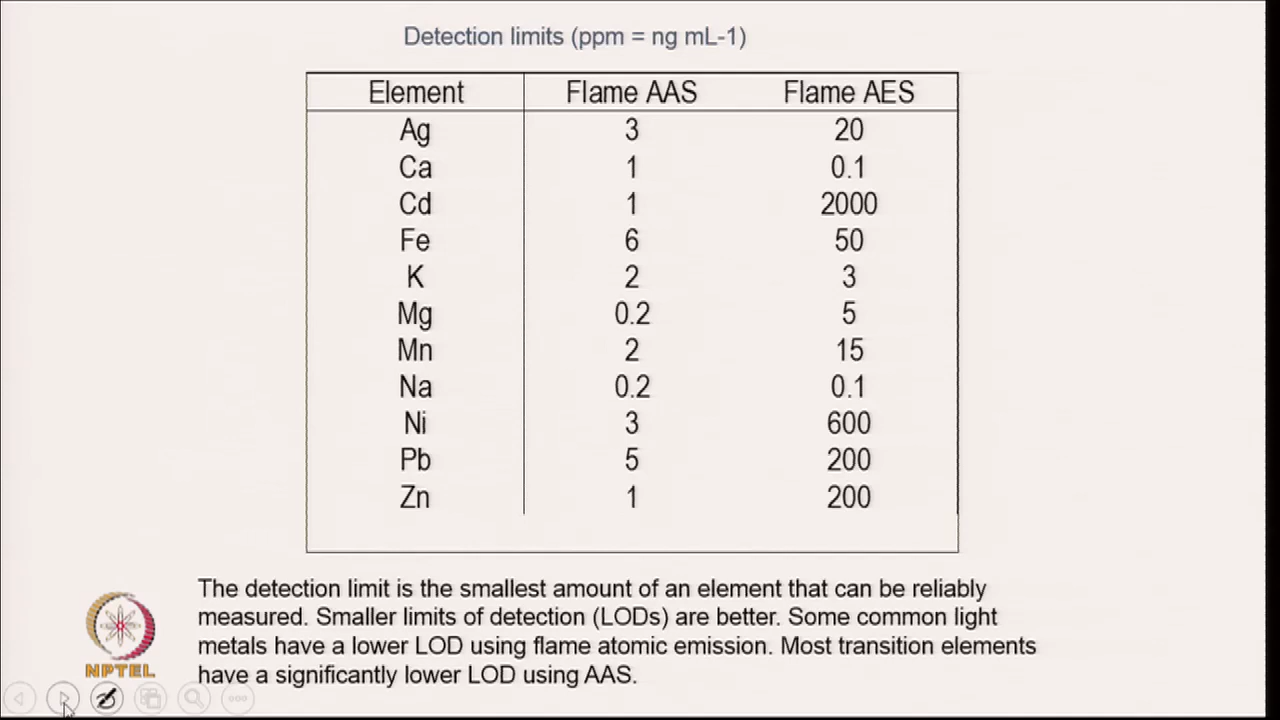 Detection limits (ppm = ng mL-1)
Element Flame AAS Flame AES
Ag 3 20
Ca 1 0.1
Cd 1 2000
Fe 6 50
K 2 3
Mg 0.2 5
Mn 2 15
Na 0.2 0.1
Ni 3 600
Pb 5 200
Zn 1 200
The detection limit is the smallest amount of an element that can be reliably
measured. Smaller limits of detection (LODs) are better. Some common light
metals have a lower LOD using flame atomic emission. Most transition elements
have a significantly lower LOD using AAS.
NPTEL